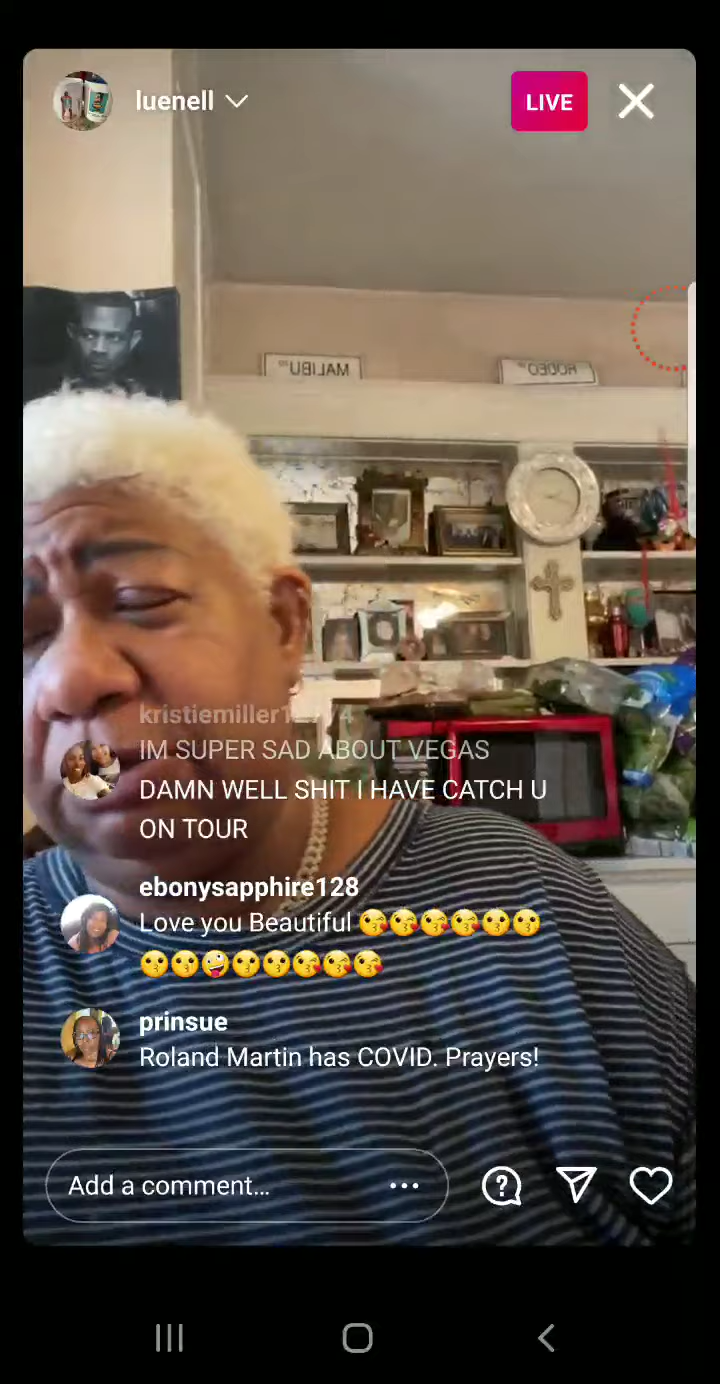 luenell
LIVE
MALIBU
RODEO
kristiemiller1
IM SUPER SAD ABOUT VEGAS
DAMN WELL SHIT I HAVE CATCH U
ON TOUR
ebonysapphire128
Love you Beautiful 😘😘😘😘😗😗
😗😗🤪😗😗😘😘😘
prinsue
Roland Martin has COVID. Prayers!
Add a comment...